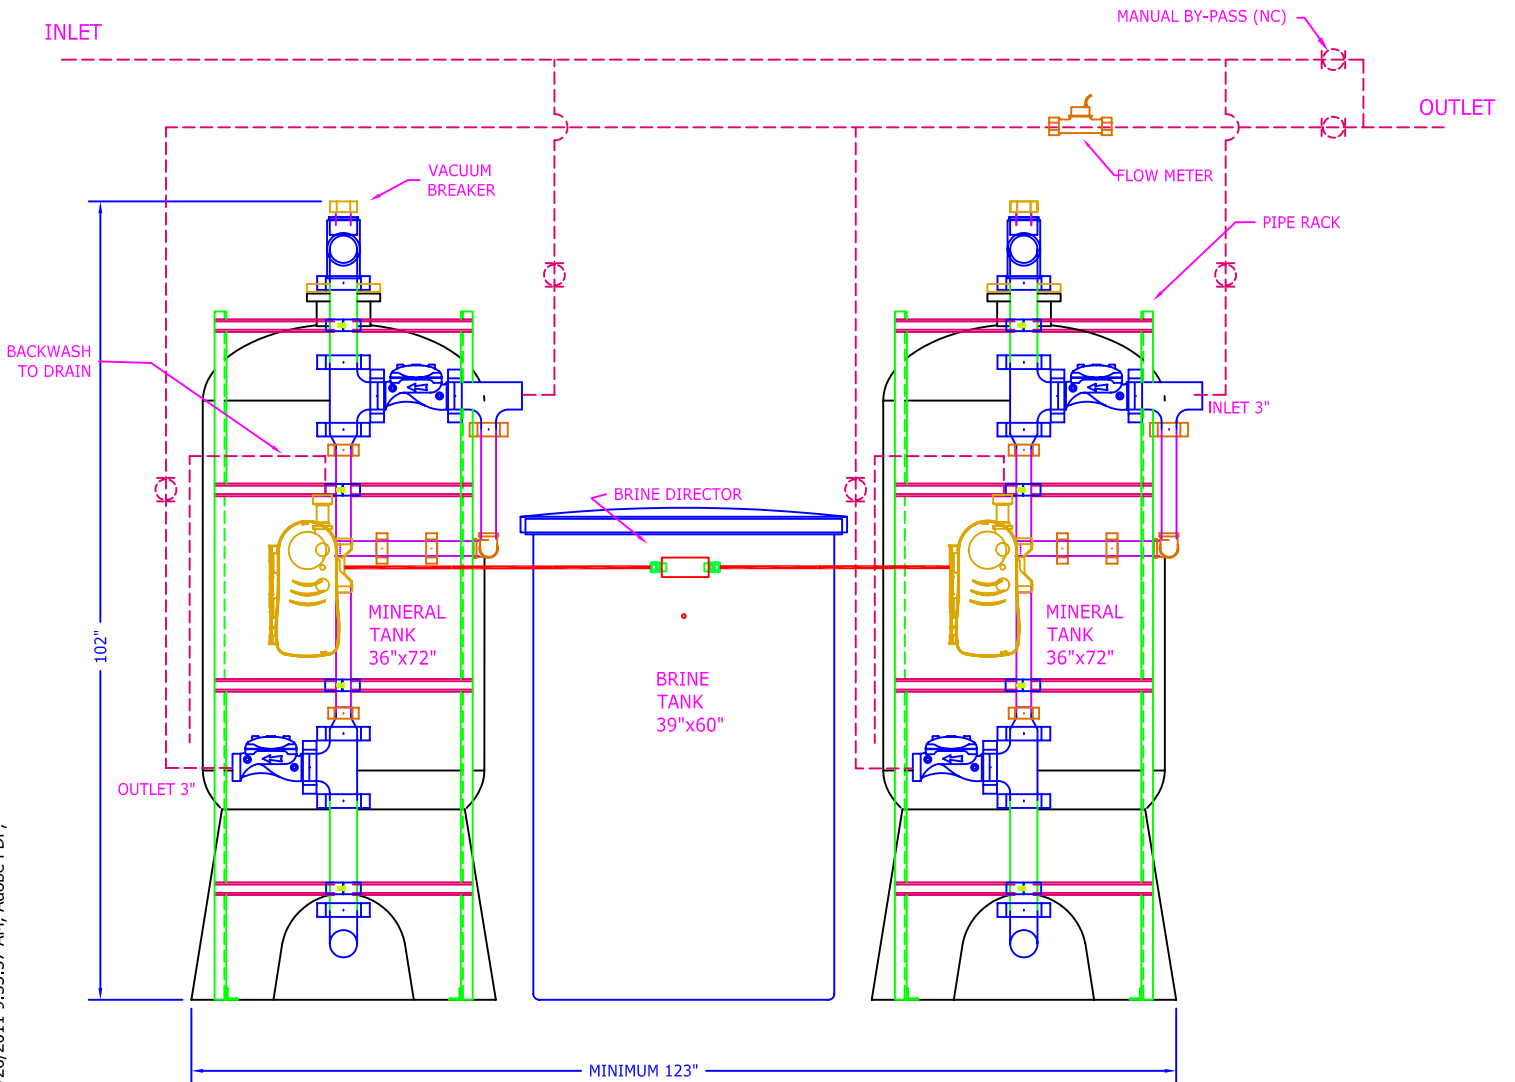 INLET
MANUAL BY-PASS (NC)
OUTLET
VACUUM
BREAKER
FLOW METER
PIPE RACK
BACKWASH
TO DRAIN
INLET 3"
BRINE DIRECTOR
MINERAL
TANK
36"x72"
MINERAL
TANK
36"x72"
102"
BRINE
TANK
39"x60"
OUTLET 3"
MINIMUM 123"